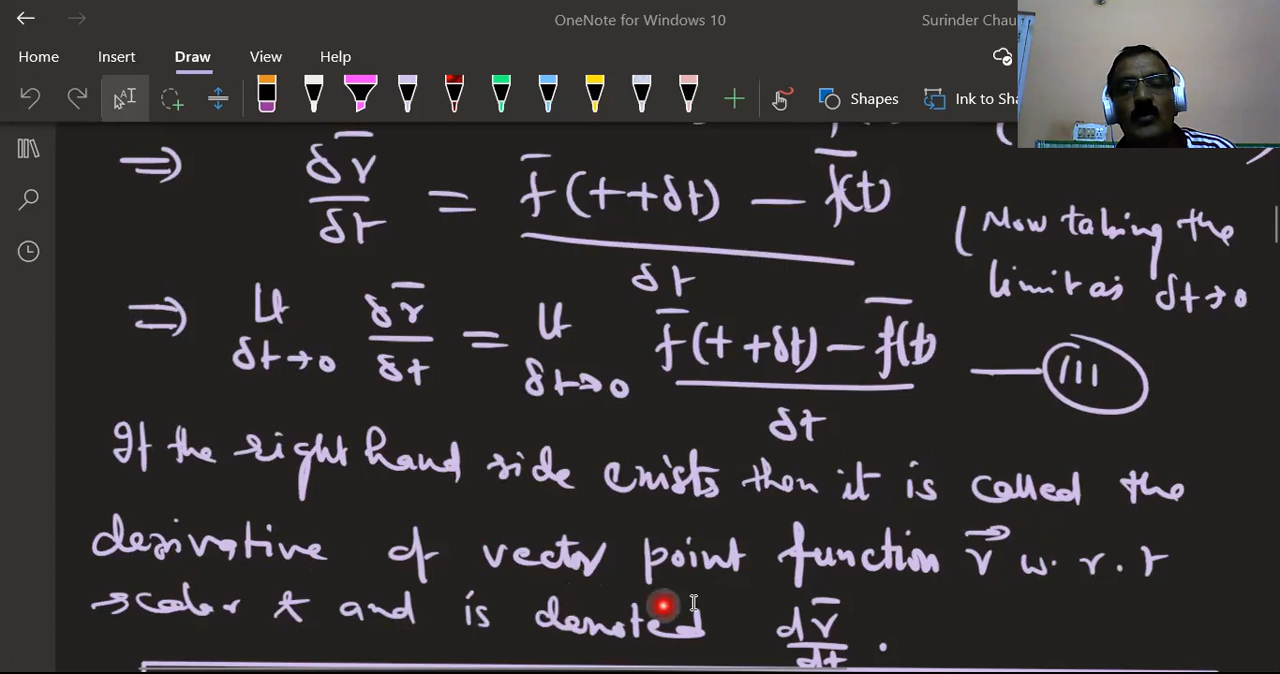 OneNote for Windows 10
Surinder Chau
Home Insert Draw View Help
Shapes Ink to Sha
⇒ δr̅/δt = f̅(t+δt) — f̅(t) / δt
(Now taking the
limit as δt→0
⇒ Lt δt→0 δr̅/δt = Lt δt→0 f̅(t+δt) — f̅(t) / δt — III
If the right hand side exists then it is called the
derivative of vector point function r⃗ w.r.t
scalar t and is denoted dr̅/dt.